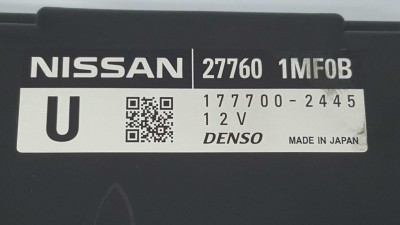 NISSAN 27760 1MF0B
U 177700-2445
12V
DENSO MADE IN JAPAN